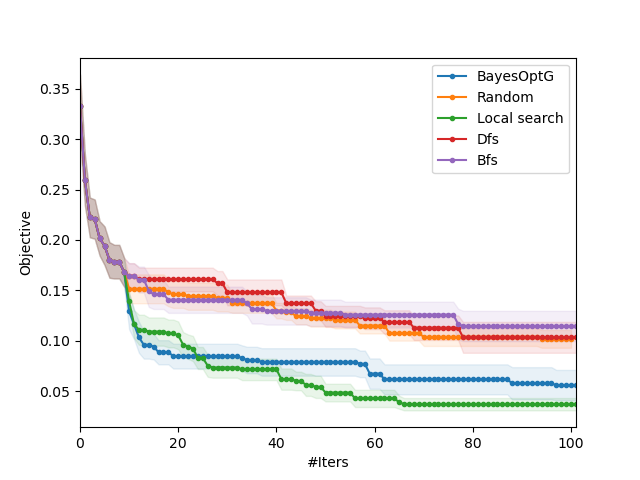 0.35
0.30
0.25
0.20
0.15
0.10
0.05
Objective
BayesOptG
Random
Local search
Dfs
Bfs
0 20 40 60 80 100
#Iters